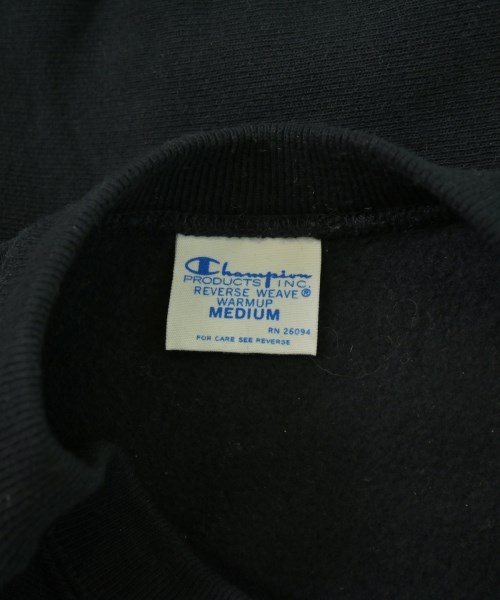 Champion
PRODUCTS INC.
REVERSE WEAVE®
WARMUP
MEDIUM
RN 26094
FOR CARE SEE REVERSE